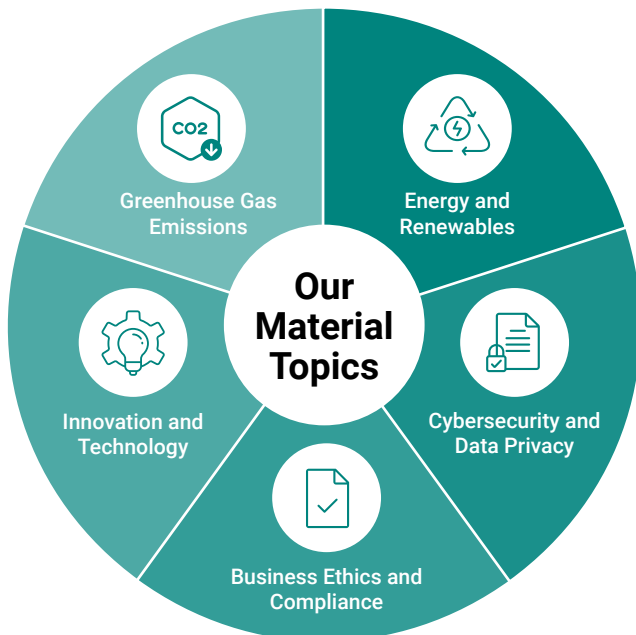 CO2
Greenhouse Gas
Emissions
Energy and
Renewables
Our
Material
Topics
Innovation and
Technology
Cybersecurity and
Data Privacy
Business Ethics and
Compliance